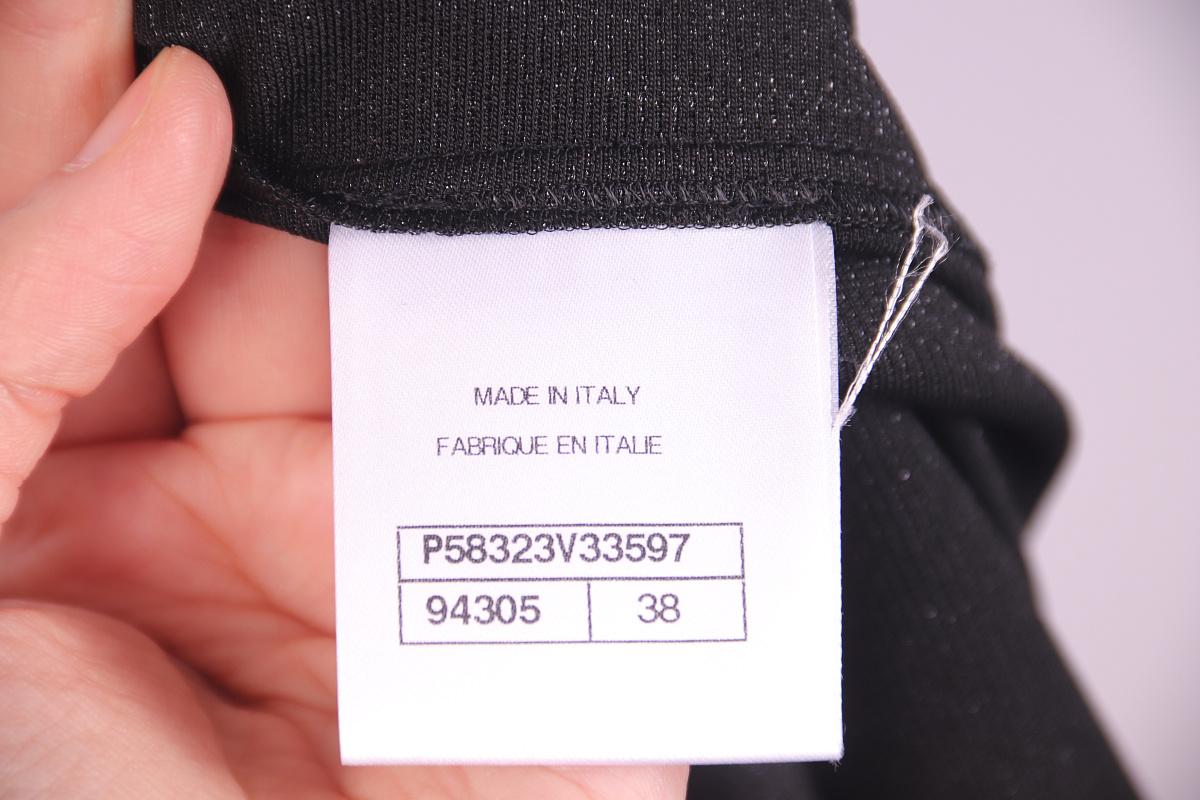 MADE IN ITALY
FABRIQUE EN ITALIE
P58323V33597
94305 38